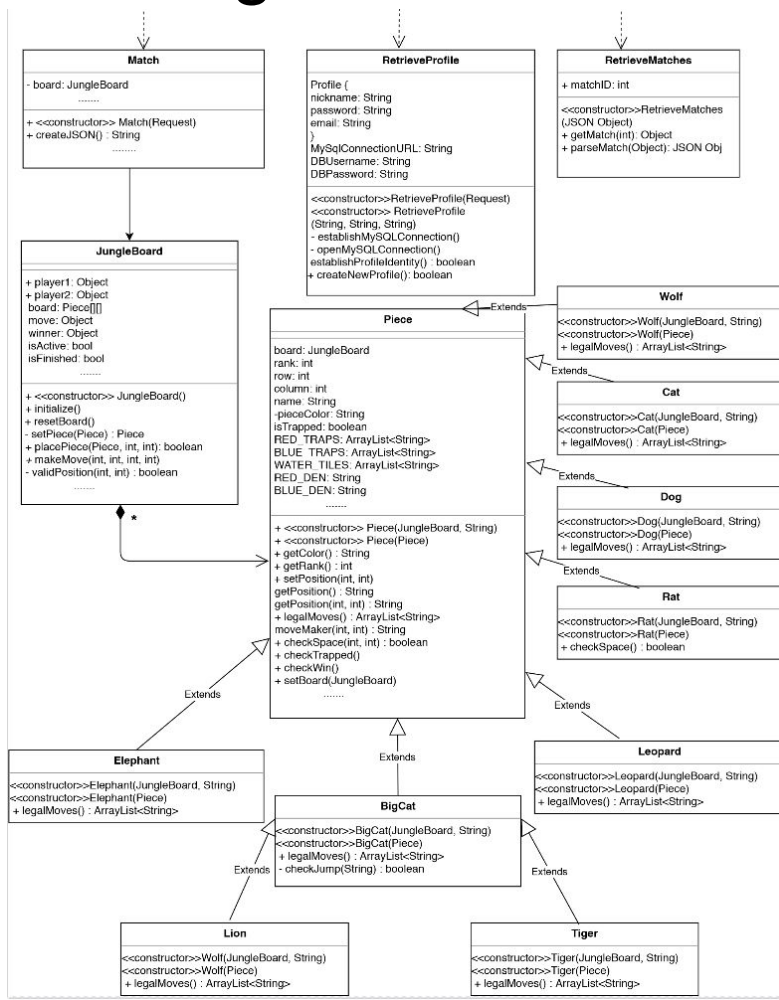 g
Match
- board: JungleBoard
.......
+ <<constructor>> Match(Request)
+ createJSON() : String
........
RetrieveProfile
Profile {
nickname: String
password: String
email: String
}
MySqlConnectionURL: String
DBUsername: String
DBPassword: String
<<constructor>>RetrieveProfile(Request)
<<constructor>> RetrieveProfile
(String, String, String)
- establishMySQLConnection()
- openMySQLConnection()
establishProfileIdentity() : boolean
+ createNewProfile(): boolean
RetrieveMatches
+ matchID: int
<<constructor>>RetrieveMatches
(JSON Object)
+ getMatch(int): Object
+ parseMatch(Object): JSON Obj
JungleBoard
+ player1: Object
+ player2: Object
board: Piece[][]
move: Object
winner: Object
isActive: bool
isFinished: bool
.......
+ <<constructor>> JungleBoard()
+ initialize()
+ resetBoard()
- setPiece(Piece) : Piece
+ placePiece(Piece, int, int): boolean
+ makeMove(int, int, int, int)
- validPosition(int, int) : boolean
.......
*
Piece
board: JungleBoard
rank: int
row: int
column: int
name: String
-pieceColor: String
isTrapped: boolean
RED_TRAPS: ArrayList<String>
BLUE_TRAPS: ArrayList<String>
WATER_TILES: ArrayList<String>
RED_DEN: String
BLUE_DEN: String
.......
+ <<constructor>> Piece(JungleBoard, String)
+ <<constructor>> Piece(Piece)
+ getColor() : String
+ getRank() : int
+ setPosition(int, int)
getPosition() : String
getPosition(int, int) : String
+ legalMoves() : ArrayList<String>
moveMaker(int, int) : String
+ checkSpace(int, int) : boolean
+ checkTrapped()
+ checkWin()
+ setBoard(JungleBoard)
.......
Extends
Wolf
<<constructor>>Wolf(JungleBoard, String)
<<constructor>>Wolf(Piece)
+ legalMoves() : ArrayList<String>
Extends
Cat
<<constructor>>Cat(JungleBoard, String)
<<constructor>>Cat(Piece)
+ legalMoves() : ArrayList<String>
Extends
Dog
<<constructor>>Dog(JungleBoard, String)
<<constructor>>Dog(Piece)
+ legalMoves() : ArrayList<String>
Extends
Rat
<<constructor>>Rat(JungleBoard, String)
<<constructor>>Rat(Piece)
+ checkSpace() : boolean
Extends
Extends
Extends
Elephant
<<constructor>>Elephant(JungleBoard, String)
<<constructor>>Elephant(Piece)
+ legalMoves() : ArrayList<String>
Leopard
<<constructor>>Leopard(JungleBoard, String)
<<constructor>>Leopard(Piece)
+ legalMoves() : ArrayList<String>
BigCat
<<constructor>>BigCat(JungleBoard, String)
<<constructor>>BigCat(Piece)
+ legalMoves() : ArrayList<String>
- checkJump(String) : boolean
Extends
Extends
Lion
<<constructor>>Wolf(JungleBoard, String)
<<constructor>>Wolf(Piece)
+ legalMoves() : ArrayList<String>
Tiger
<<constructor>>Tiger(JungleBoard, String)
<<constructor>>Tiger(Piece)
+ legalMoves() : ArrayList<String>